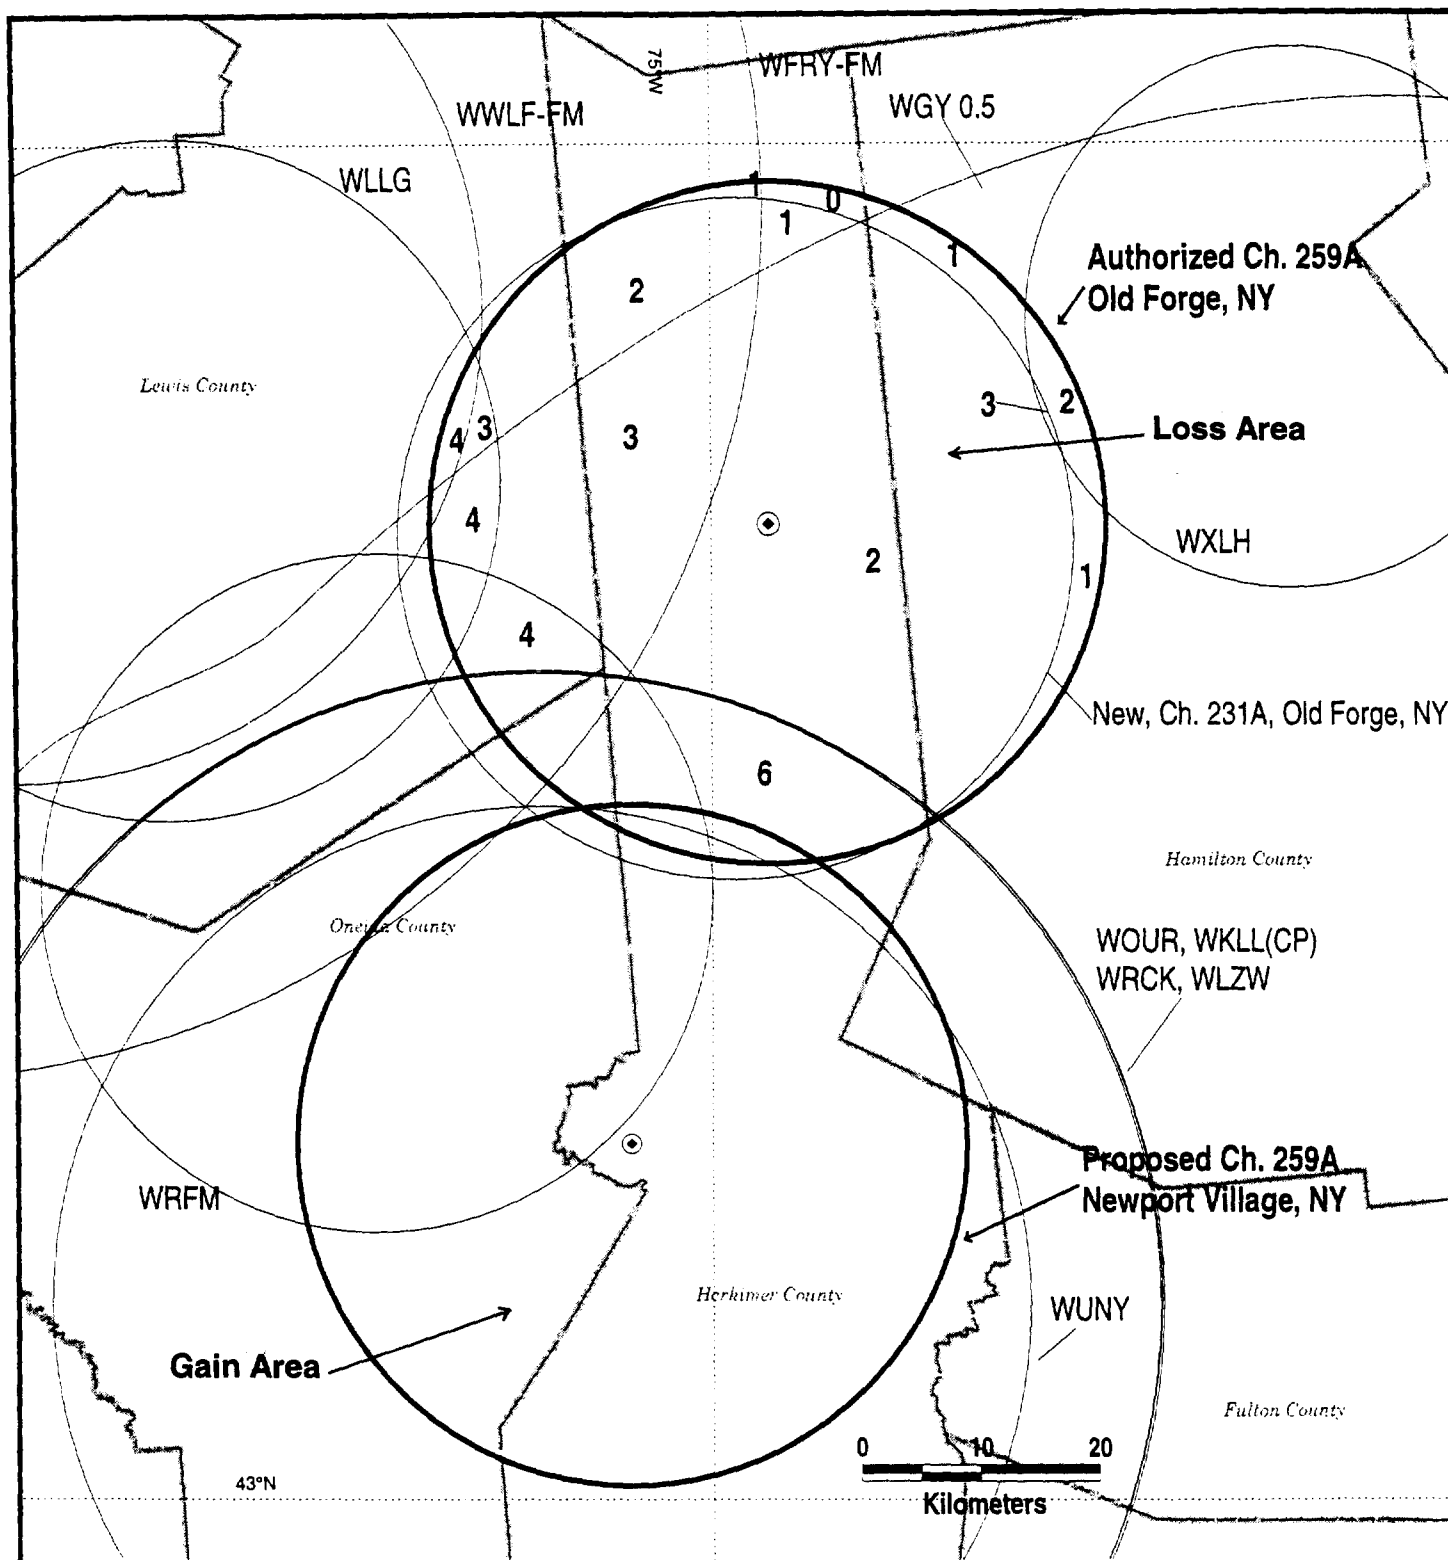 75°W
WFRY-FM
WWLF-FM
WGY 0.5
WLLG
1
0
1
1
Authorized Ch. 259A
Old Forge, NY
2
Lewis County
3
2
4
3
3
Loss Area
4
WXLH
2
1
4
New, Ch. 231A, Old Forge, NY
6
Hamilton County
Oneida County
WOUR, WKLL(CP)
WRCK, WLZW
Proposed Ch. 259A
Newport Village, NY
WRFM
Herkimer County
WUNY
Gain Area
Fulton County
0 10 20
Kilometers
43°N